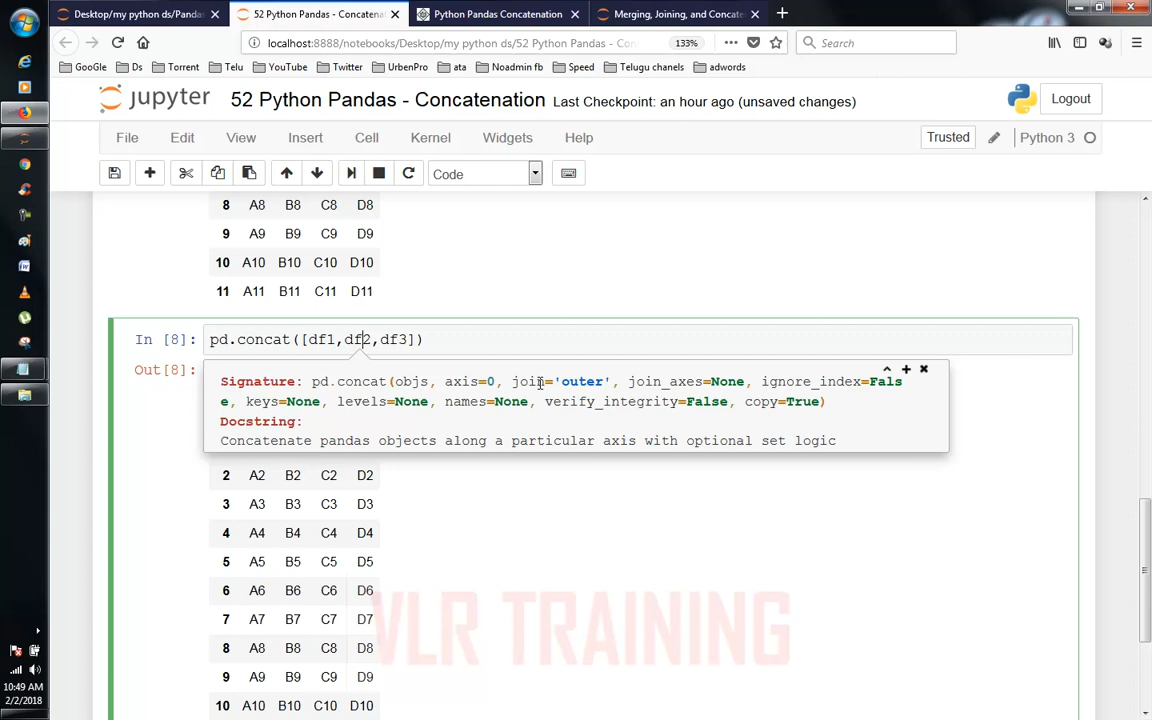 Desktop/my python ds/Pandas
52 Python Pandas - Concatena
Python Pandas Concatenation
Merging, Joining, and Concate
localhost:8888/notebooks/Desktop/my python ds/52 Python Pandas - Con
133%
Search
GooGle
Ds
Torrent
Telu
YouTube
Twitter
UrbenPro
ata
Noadmin fb
Speed
Telugu chanels
adwords
jupyter
52 Python Pandas - Concatenation
Last Checkpoint: an hour ago (unsaved changes)
Logout
File Edit View Insert Cell Kernel Widgets Help
Trusted
Python 3
Code
8 A8 B8 C8 D8
9 A9 B9 C9 D9
10 A10 B10 C10 D10
11 A11 B11 C11 D11
In [8]: pd.concat([df1,df2,df3])
Out[8]:
Signature: pd.concat(objs, axis=0, join='outer', join_axes=None, ignore_index=Fals
e, keys=None, levels=None, names=None, verify_integrity=False, copy=True)
Docstring:
Concatenate pandas objects along a particular axis with optional set logic
2 A2 B2 C2 D2
3 A3 B3 C3 D3
4 A4 B4 C4 D4
5 A5 B5 C5 D5
6 A6 B6 C6 D6
7 A7 B7 C7 D7
8 A8 B8 C8 D8
9 A9 B9 C9 D9
10 A10 B10 C10 D10
VLR TRAINING
10:49 AM
2/2/2018